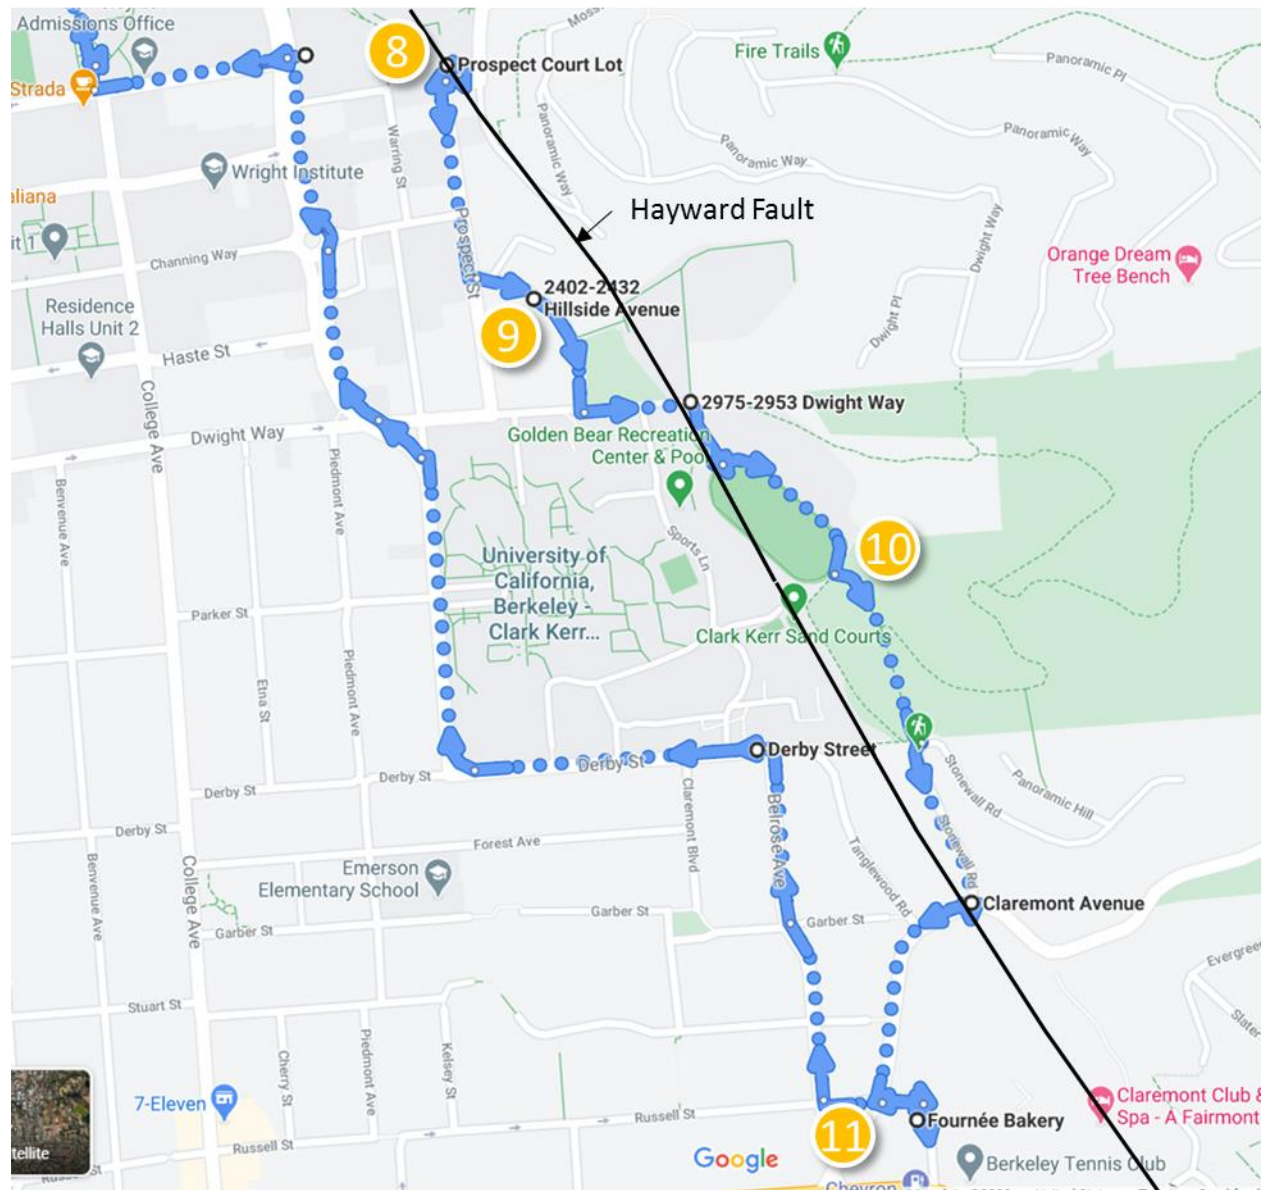 Admissions Office
8
Prospect Court Lot
Fire Trails
Panoramic Pl
Strada
Panoramic Way
Warring St
Panoramic Way
Panoramic Way
Wright Institute
aliana
Hayward Fault
Prospect St
Dwight Way
it 1
Channing Way
Orange Dream
Tree Bench
2402-2432
Hillside Avenue
Residence
Halls Unit 2
9
Dwight Pl
Haste St
College Ave
2975-2953 Dwight Way
Dwight Way
Golden Bear Recreation
Center & Pool
Benvenue Ave
Piedmont Ave
Sports Ln
10
University of
California,
Berkeley -
Clark Kerr...
Parker St
Clark Kerr Sand Courts
Etna St
Piedmont Ave
Derby Street
Derby St
Derby St
Derby St
Stonewall Rd
Panoramic Hill
Claremont Blvd
Belrose Ave
Derby St
Forest Ave
Tanglewood Rd
Stonewall Rd
Emerson
Elementary School
Benvenue Ave
College Ave
Garber St
Garber St
Garber St
Claremont Avenue
Evergreen
Stuart St
Slater
Cherry St
Piedmont Ave
Kelsey St
7-Eleven
Russell St
Russell St
11
Fournée Bakery
Claremont Club &
Spa - A Fairmont
tellite
Google
Berkeley Tennis Club
Chevron